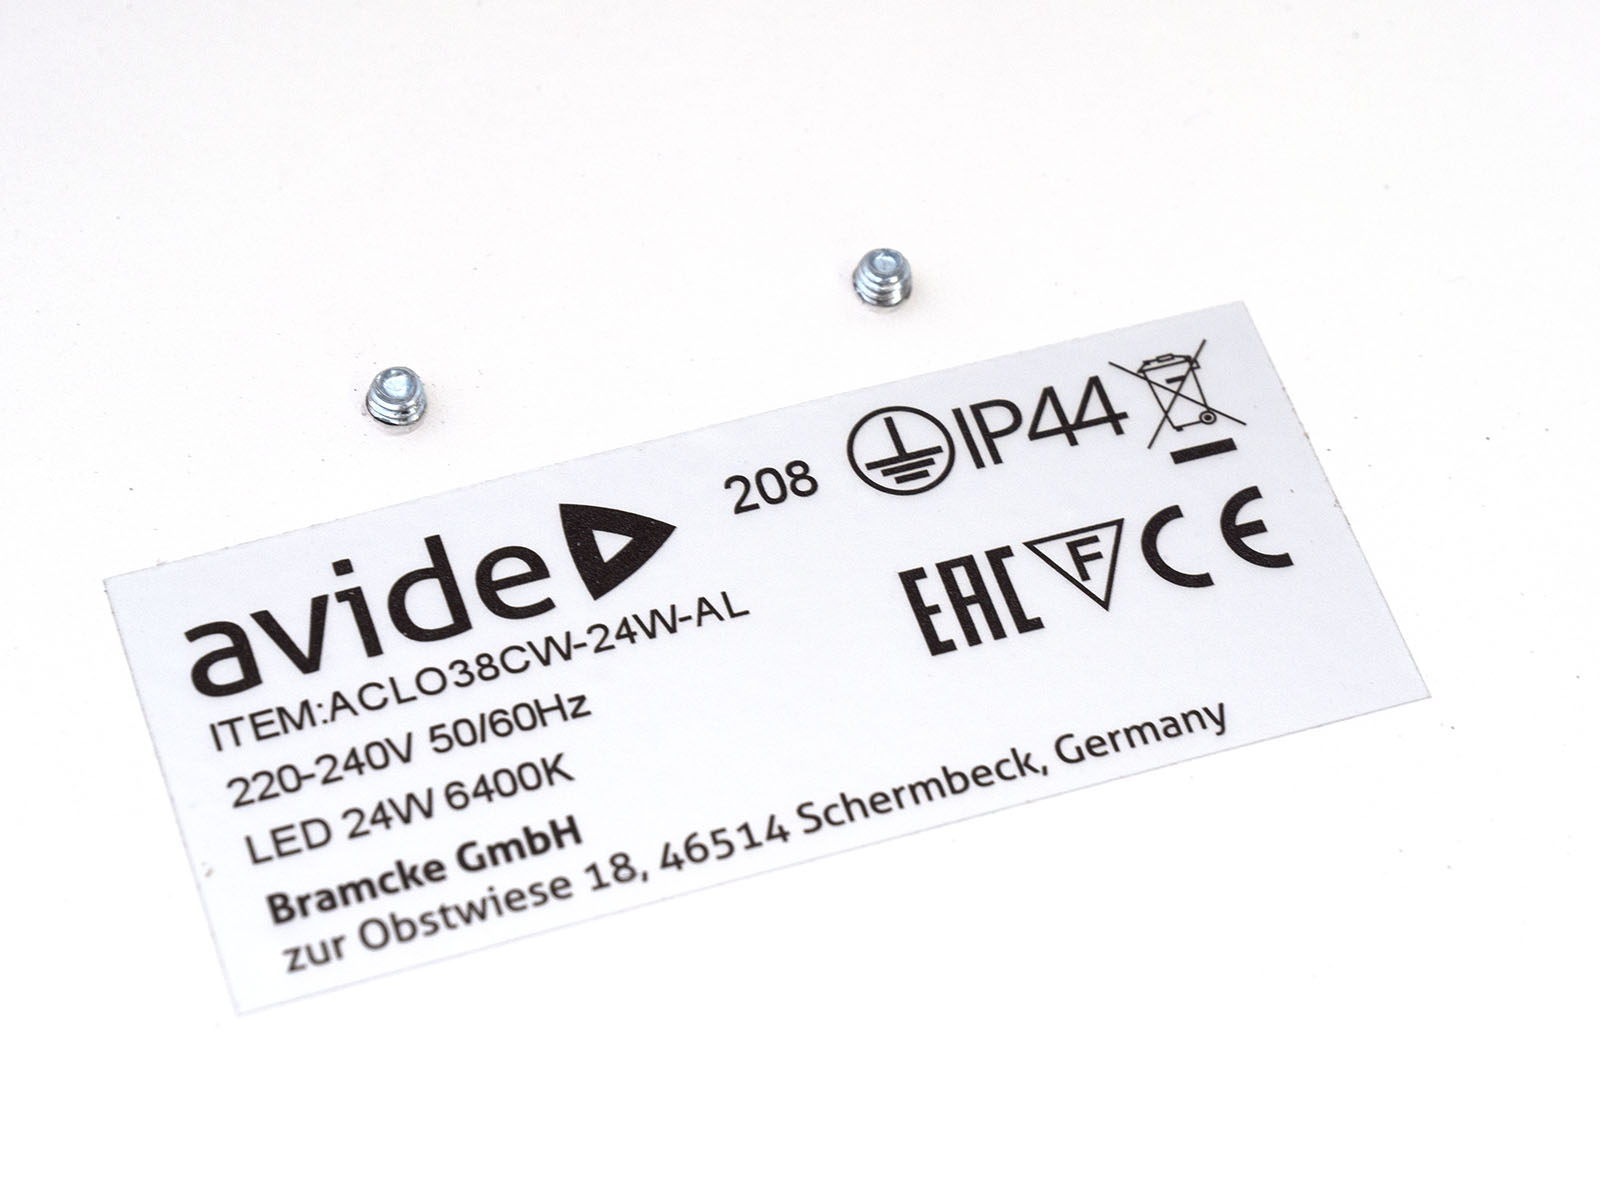 avide 208 IP44
EAC F CE
ITEM:ACLO38CW-24W-AL
220-240V 50/60Hz
LED 24W 6400K
Bramcke GmbH
zur Obstwiese 18, 46514 Schermbeck, Germany